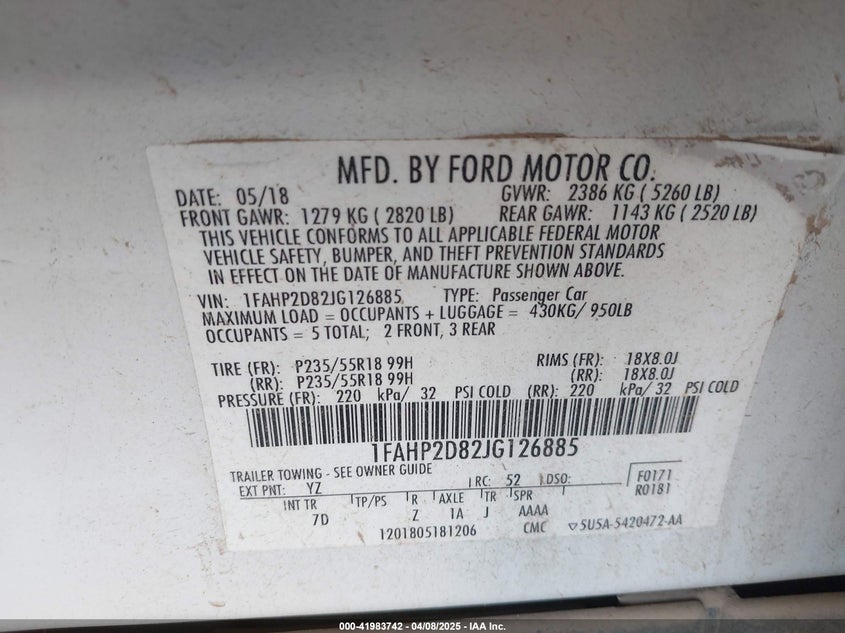 MFD. BY FORD MOTOR CO.
DATE: 05/18 GVWR: 2386 KG ( 5260 LB)
FRONT GAWR: 1279 KG ( 2820 LB) REAR GAWR: 1143 KG ( 2520 LB)
THIS VEHICLE CONFORMS TO ALL APPLICABLE FEDERAL MOTOR
VEHICLE SAFETY, BUMPER, AND THEFT PREVENTION STANDARDS
IN EFFECT ON THE DATE OF MANUFACTURE SHOWN ABOVE.
VIN: 1FAHP2D82JG126885 TYPE: Passenger Car
MAXIMUM LOAD = OCCUPANTS + LUGGAGE = 430KG/ 950LB
OCCUPANTS = 5 TOTAL; 2 FRONT, 3 REAR
TIRE (FR): P235/55R18 99H RIMS (FR): 18X8.0J
(RR): P235/55R18 99H (RR): 18X8.0J
PRESSURE (FR): 220 kPa/ 32 PSI COLD (RR): 220 kPa/ 32 PSI COLD
1FAHP2D82JG126885
TRAILER TOWING - SEE OWNER GUIDE
EXT PNT: YZ RC: 52 DSO: F0171
R0181
INT TR TP/PS R AXLE TR SPR
7D Z 1A J AAAA
1201805181206 CMC 5U5A-5420472-AA
000-41983742 - 04/08/2025 - IAA Inc.